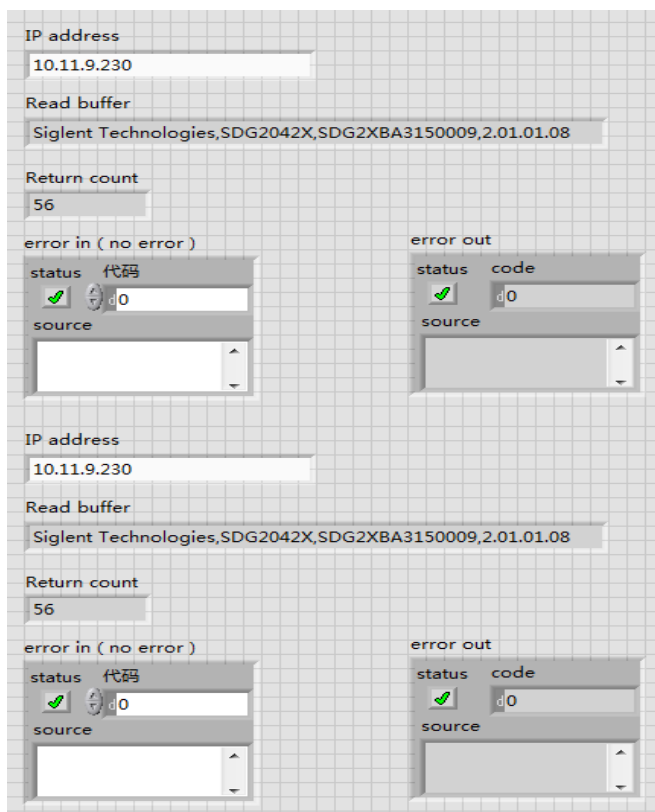 IP address
10.11.9.230
Read buffer
Siglent Technologies,SDG2042X,SDG2XBA3150009,2.01.01.08
Return count
56
error in ( no error )
status 代码
d 0
source
error out
status code
d 0
source
IP address
10.11.9.230
Read buffer
Siglent Technologies,SDG2042X,SDG2XBA3150009,2.01.01.08
Return count
56
error in ( no error )
status 代码
d 0
source
error out
status code
d 0
source